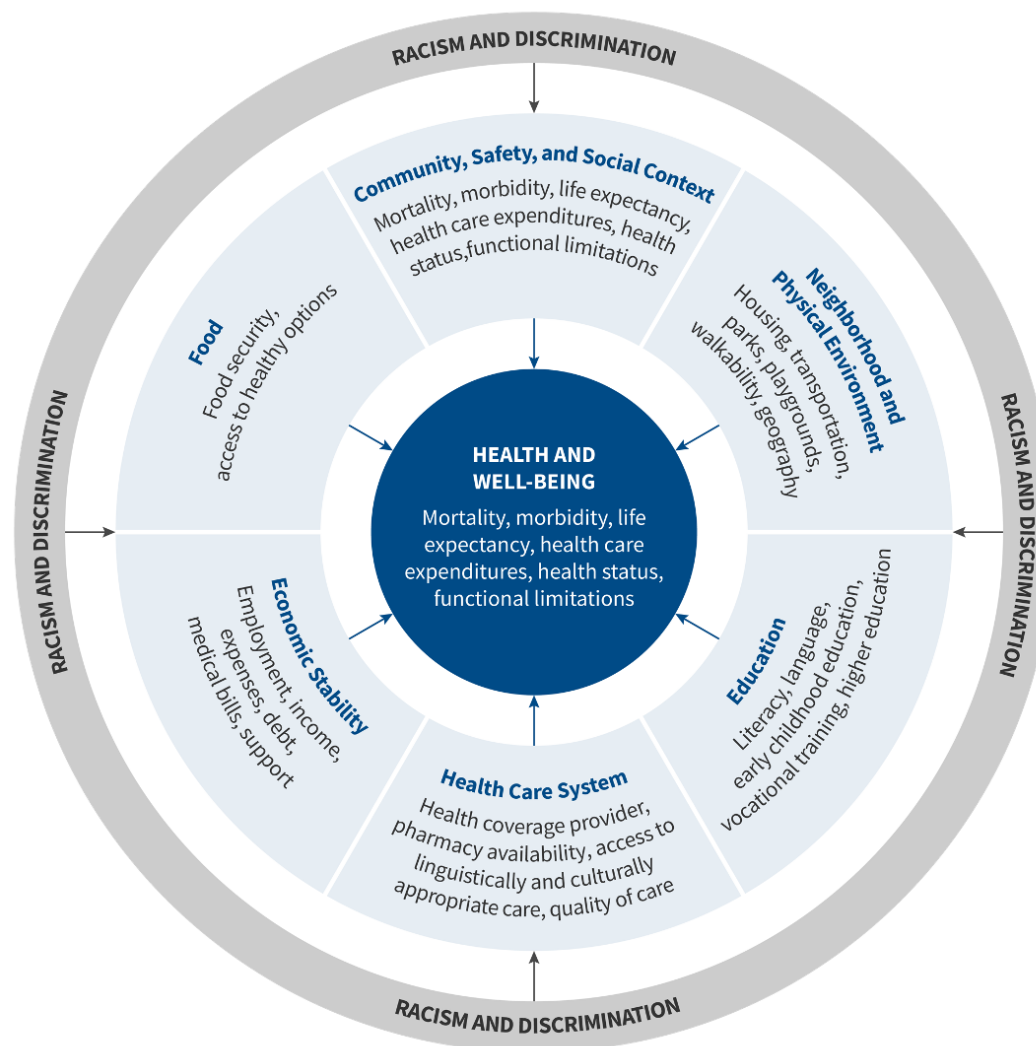 RACISM AND DISCRIMINATION
Community, Safety, and Social Context
Mortality, morbidity, life expectancy,
health care expenditures, health
status,functional limitations
Neighborhood and
Physical Environment
Housing, transportation,
parks, playgrounds,
walkability, geography
RACISM AND DISCRIMINATION
Education
Literacy, language,
early childhood education,
vocational training, higher education
Health Care System
Health coverage provider,
pharmacy availability, access to
linguistically and culturally
appropriate care, quality of care
RACISM AND DISCRIMINATION
Economic Stability
Employment, income,
expenses, debt,
medical bills, support
RACISM AND DISCRIMINATION
Food
Food security,
access to healthy options
HEALTH AND
WELL-BEING
Mortality, morbidity, life
expectancy, health care
expenditures, health status,
functional limitations